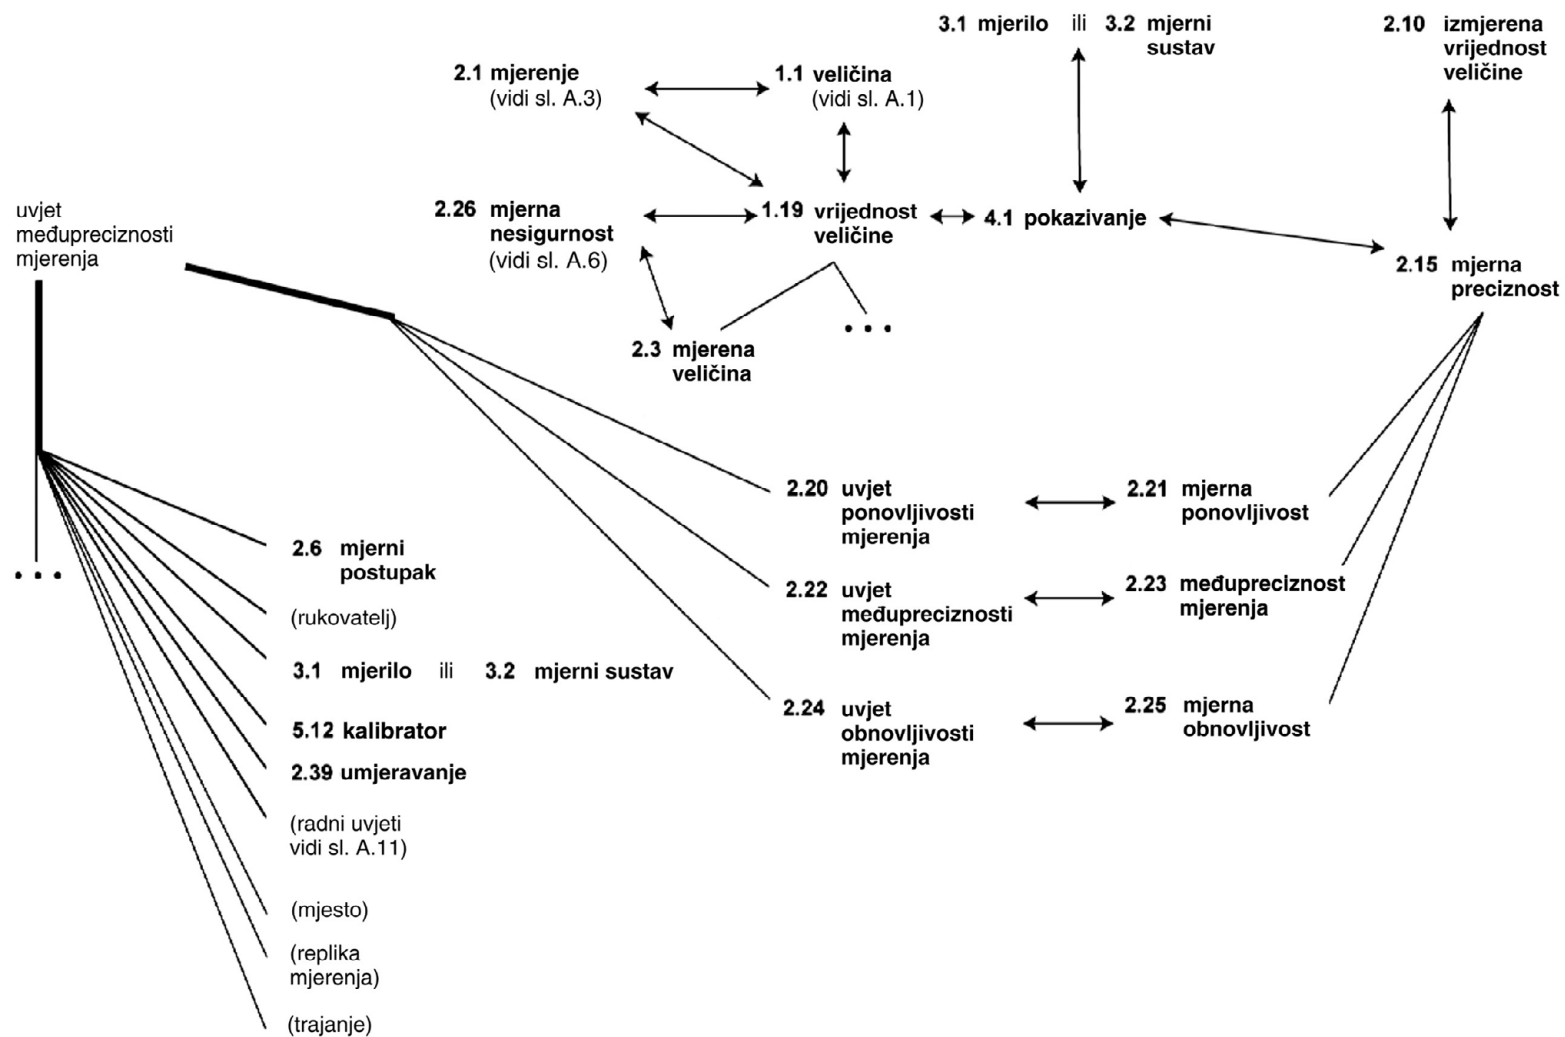 3.1 mjerilo ili 3.2 mjerni
sustav
2.10 izmjerena
vrijednost
veličine
2.1 mjerenje
(vidi sl. A.3)
1.1 veličina
(vidi sl. A.1)
uvjet
međupreciznosti
mjerenja
2.26 mjerna
nesigurnost
(vidi sl. A.6)
1.19 vrijednost
veličine
4.1 pokazivanje
2.15 mjerna
preciznost
2.3 mjerena
veličina
• • •
2.20 uvjet
ponovljivosti
mjerenja
2.21 mjerna
ponovljivost
2.22 uvjet
međupreciznosti
mjerenja
2.23 međupreciznost
mjerenja
2.24 uvjet
obnovljivosti
mjerenja
2.25 mjerna
obnovljivost
• • •
2.6 mjerni
postupak
(rukovatelj)
3.1 mjerilo ili 3.2 mjerni sustav
5.12 kalibrator
2.39 umjeravanje
(radni uvjeti
vidi sl. A.11)
(mjesto)
(replika
mjerenja)
(trajanje)